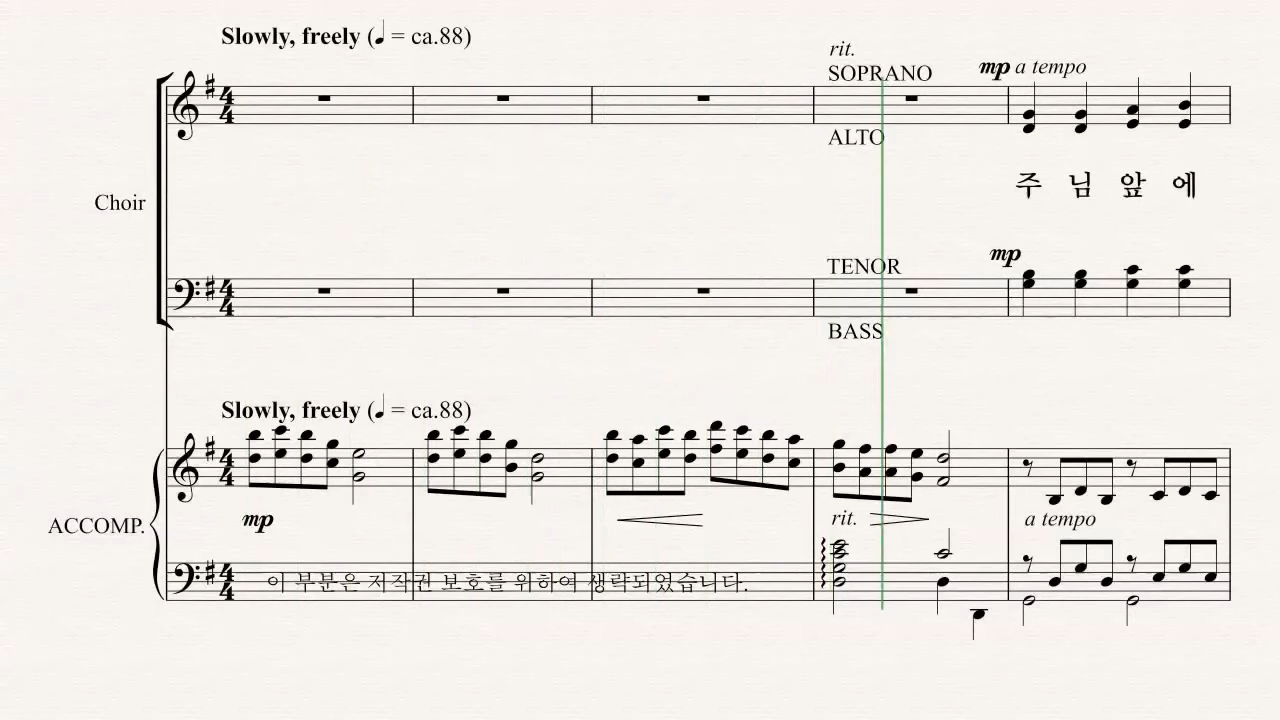 Slowly, freely (♩ = ca.88)
rit.
SOPRANO
mp a tempo
ALTO
Choir
주 님 앞 에
mp
TENOR
BASS
Slowly, freely (♩ = ca.88)
ACCOMP.
mp
rit.
a tempo
이 부분은 저작권 보호를 위하여 생략되었습니다.